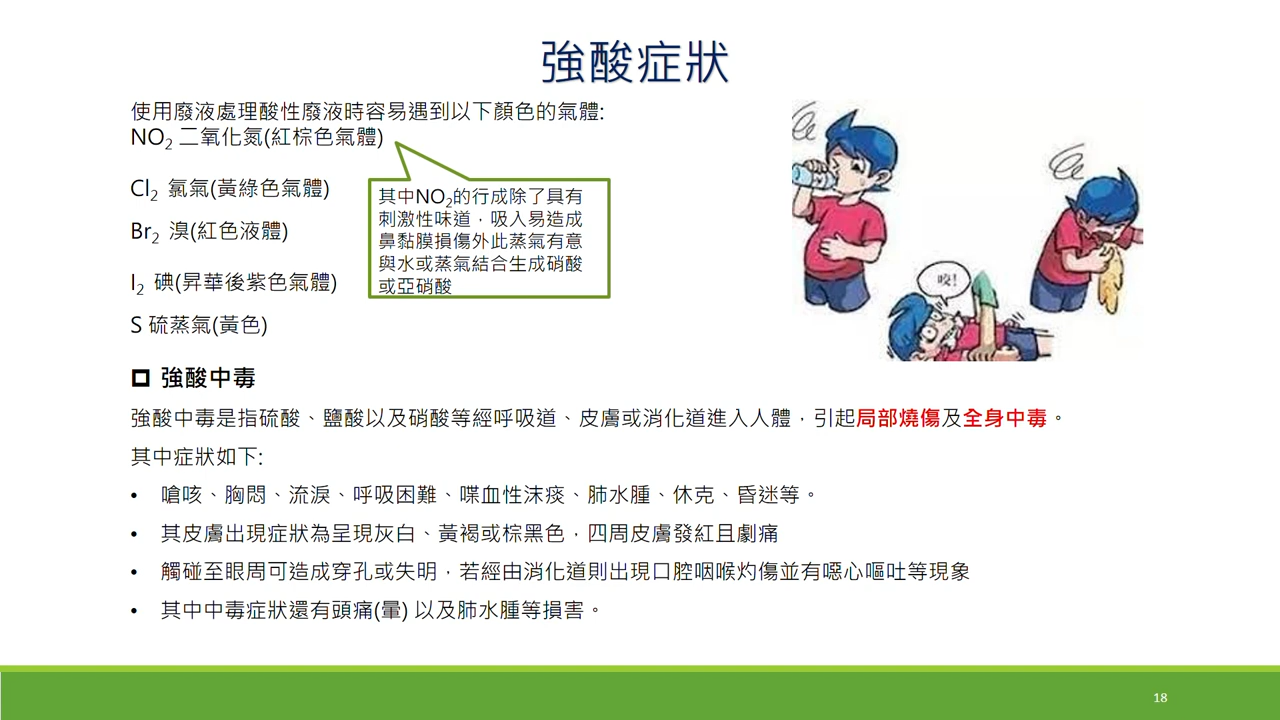 強酸症狀
使用廢液處理酸性廢液時容易遇到以下顏色的氣體:
NO2 二氧化氮(紅棕色氣體)
Cl2 氯氣(黃綠色氣體)
Br2 溴(紅色液體)
I2 碘(昇華後紫色氣體)
S 硫蒸氣(黃色)
其中NO2的行成除了具有
刺激性味道，吸入易造成
鼻黏膜損傷外此蒸氣有意
與水或蒸氣結合生成硝酸
或亞硝酸
咬!
強酸中毒
強酸中毒是指硫酸、鹽酸以及硝酸等經呼吸道、皮膚或消化道進入人體，引起局部燒傷及全身中毒。
其中症狀如下:
• 嗆咳、胸悶、流淚、呼吸困難、喋血性沫痰、肺水腫、休克、昏迷等。
• 其皮膚出現症狀為呈現灰白、黃褐或棕黑色，四周皮膚發紅且劇痛
• 觸碰至眼周可造成穿孔或失明，若經由消化道則出現口腔咽喉灼傷並有噁心嘔吐等現象
• 其中中毒症狀還有頭痛(暈) 以及肺水腫等損害。
18